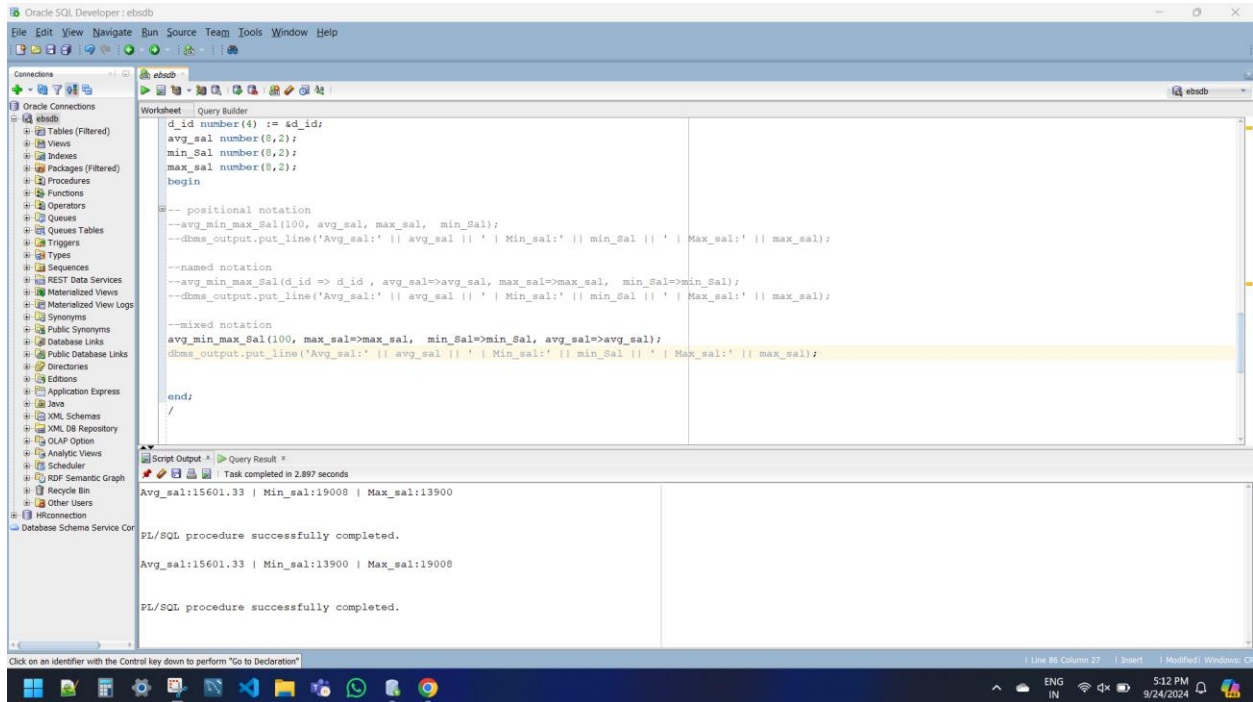 Oracle SQL Developer : ebsdb
File Edit View Navigate Run Source Team Tools Window Help
Connections
ebsdb
ebsdb
Oracle Connections
ebsdb
Tables (Filtered)
Views
Indexes
Packages (Filtered)
Procedures
Functions
Operators
Queues
Queues Tables
Triggers
Types
Sequences
REST Data Services
Materialized Views
Materialized View Logs
Synonyms
Public Synonyms
Database Links
Public Database Links
Directories
Editions
Application Express
Java
XML Schemas
XML DB Repository
OLAP Option
Analytic Views
Scheduler
RDF Semantic Graph
Recycle Bin
Other Users
HRconnection
Database Schema Service Cor
Worksheet Query Builder
d_id number(4) := &d_id;
avg_sal number(8,2);
min_Sal number(8,2);
max_sal number(8,2);
begin
-- positional notation
--avg_min_max_Sal(100, avg_sal, max_sal, min_Sal);
--dbms_output.put_line('Avg_sal:' || avg_sal || ' | Min_sal:' || min_Sal || ' | Max_sal:' || max_sal);
--named notation
--avg_min_max_Sal(d_id => d_id , avg_sal=>avg_sal, max_sal=>max_sal, min_Sal=>min_Sal);
--dbms_output.put_line('Avg_sal:' || avg_sal || ' | Min_sal:' || min_Sal || ' | Max_sal:' || max_sal);
--mixed notation
avg_min_max_Sal(100, max_sal=>max_sal, min_Sal=>min_Sal, avg_sal=>avg_sal);
dbms_output.put_line('Avg_sal:' || avg_sal || ' | Min_sal:' || min_Sal || ' | Max_sal:' || max_sal);
end;
/
Script Output × Query Result ×
Task completed in 2.897 seconds
Avg_sal:15601.33 | Min_sal:19008 | Max_sal:13900
PL/SQL procedure successfully completed.
Avg_sal:15601.33 | Min_sal:13900 | Max_sal:19008
PL/SQL procedure successfully completed.
Click on an identifier with the Control key down to perform "Go to Declaration"
Line 86 Column 27 | Insert | Modified | Windows: CF
ENG
IN
5:12 PM
9/24/2024